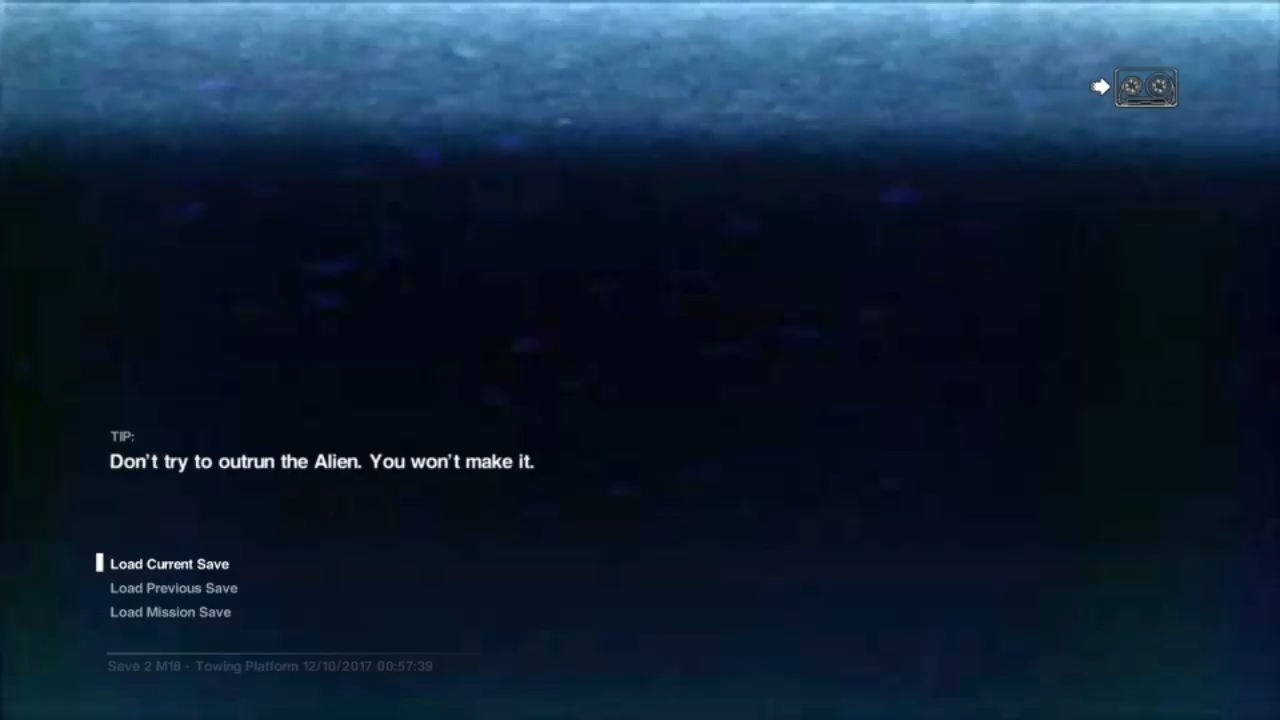 TIP:
Don't try to outrun the Alien. You won't make it.
Load Current Save
Load Previous Save
Load Mission Save
Save 2 M18 - Towing Platform 12/10/2017 00:57:39